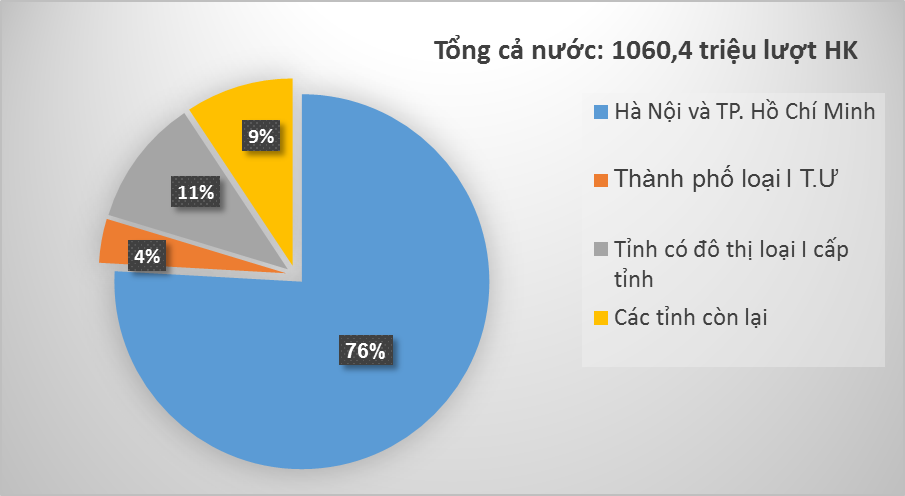 Tổng cả nước: 1060,4 triệu lượt HK
9%
11%
4%
76%
Hà Nội và TP. Hồ Chí Minh
Thành phố loại I T.Ư
Tỉnh có đô thị loại I cấp
tỉnh
Các tỉnh còn lại